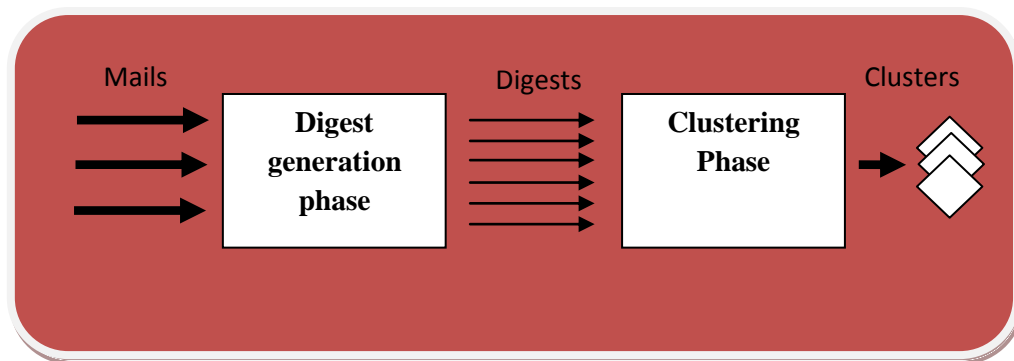 Mails
Digest
generation
phase
Digests
Clustering
Phase
Clusters